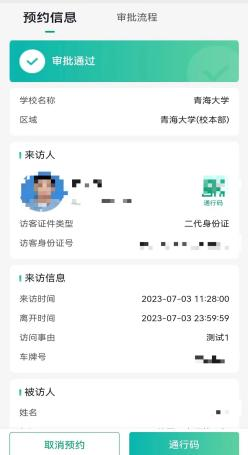 预约信息 审批流程
审批通过
学校名称 青海大学
区域 青海大学(校本部)
来访人
通行码
访客证件类型 二代身份证
访客身份证号
来访信息
来访时间 2023-07-03 11:28:00
离开时间 2023-07-03 23:59:59
访问事由 测试1
车牌号
被访人
姓名
取消预约 通行码